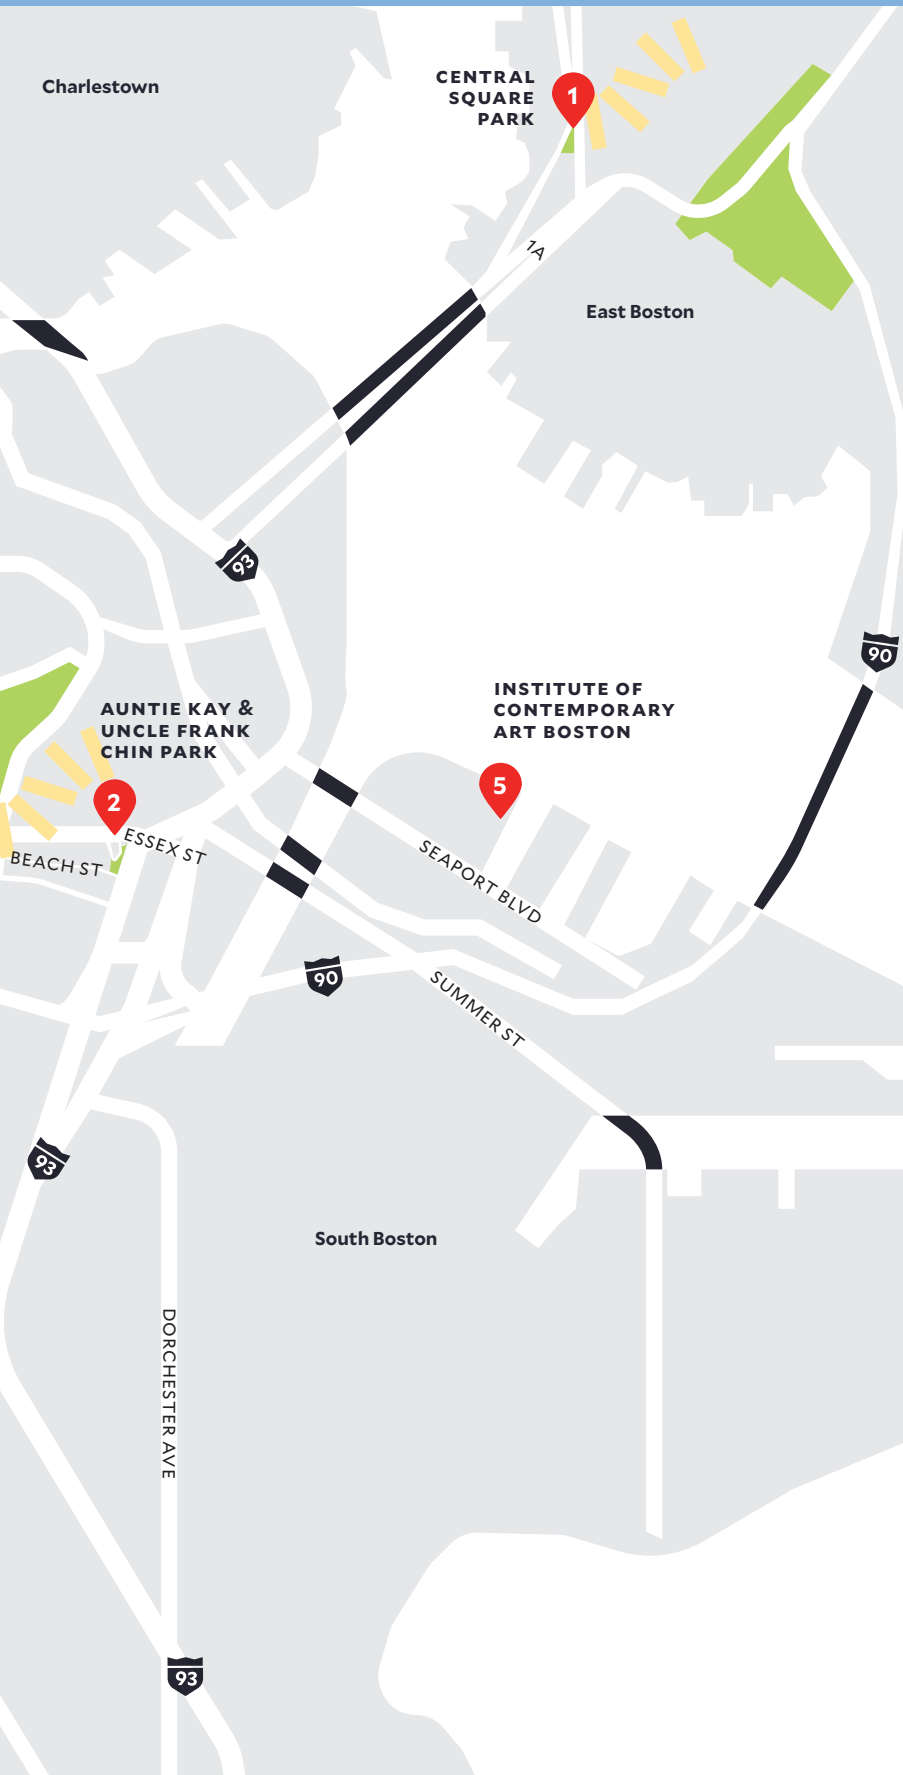 Charlestown
CENTRAL
SQUARE
PARK
1
1A
East Boston
93
90
INSTITUTE OF
CONTEMPORARY
ART BOSTON
AUNTIE KAY &
UNCLE FRANK
CHIN PARK
5
2
ESSEX ST
BEACH ST
SEAPORT BLVD
90
SUMMER ST
93
South Boston
DORCHESTER AVE
93